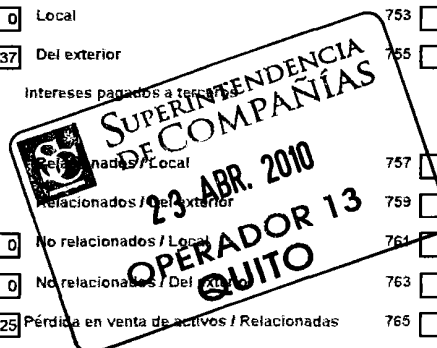 0 Local 753
37 Del exterior 755
Intereses pagados a terceros
SUPERINTENDENCIA
DE COMPAÑÍAS
Relacionados / Local 757
23 ABR. 2010
Relacionados / Del exterior 759
OPERADOR 13
0 No relacionados / Local 761
QUITO
0 No relacionados / Del exterior 763
25 Pérdida en venta de activos / Relacionadas 765